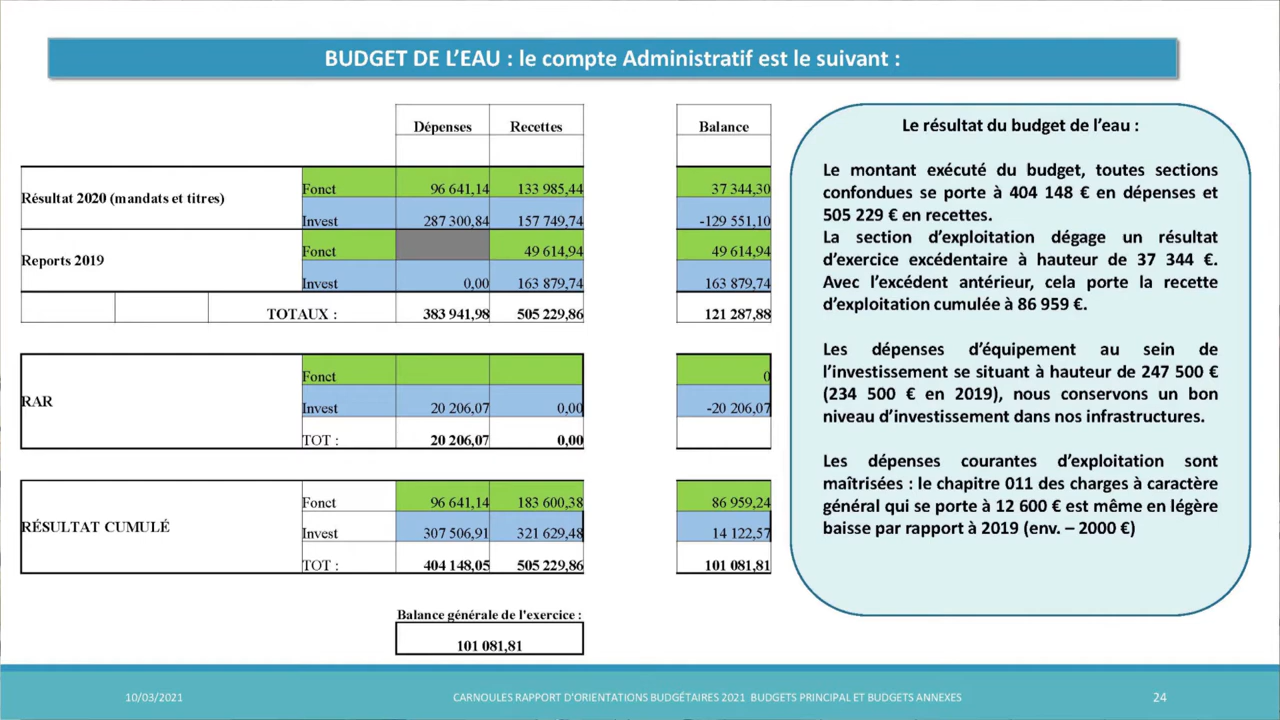 BUDGET DE L'EAU : le compte Administratif est le suivant :
Dépenses Recettes Balance
Résultat 2020 (mandats et titres) Fonct 96 641,14 133 985,44 37 344,30
Invest 287 300,84 157 749,74 -129 551,10
Reports 2019 Fonct 49 614,94 49 614,94
Invest 0,00 163 879,74 163 879,74
TOTAUX : 383 941,98 505 229,86 121 287,88
RAR Fonct 0
Invest 20 206,07 0,00 -20 206,07
TOT : 20 206,07 0,00
RÉSULTAT CUMULÉ Fonct 96 641,14 183 600,38 86 959,24
Invest 307 506,91 321 629,48 14 122,57
TOT : 404 148,05 505 229,86 101 081,81
Balance générale de l'exercice :
101 081,81
Le résultat du budget de l'eau :
Le montant exécuté du budget, toutes sections
confondues se porte à 404 148 € en dépenses et
505 229 € en recettes.
La section d'exploitation dégage un résultat
d'exercice excédentaire à hauteur de 37 344 €.
Avec l'excédent antérieur, cela porte la recette
d'exploitation cumulée à 86 959 €.
Les dépenses d'équipement au sein de
l'investissement se situant à hauteur de 247 500 €
(234 500 € en 2019), nous conservons un bon
niveau d'investissement dans nos infrastructures.
Les dépenses courantes d'exploitation sont
maîtrisées : le chapitre 011 des charges à caractère
général qui se porte à 12 600 € est même en légère
baisse par rapport à 2019 (env. – 2000 €)
10/03/2021
CARNOULES RAPPORT D'ORIENTATIONS BUDGÉTAIRES 2021 BUDGETS PRINCIPAL ET BUDGETS ANNEXES
24